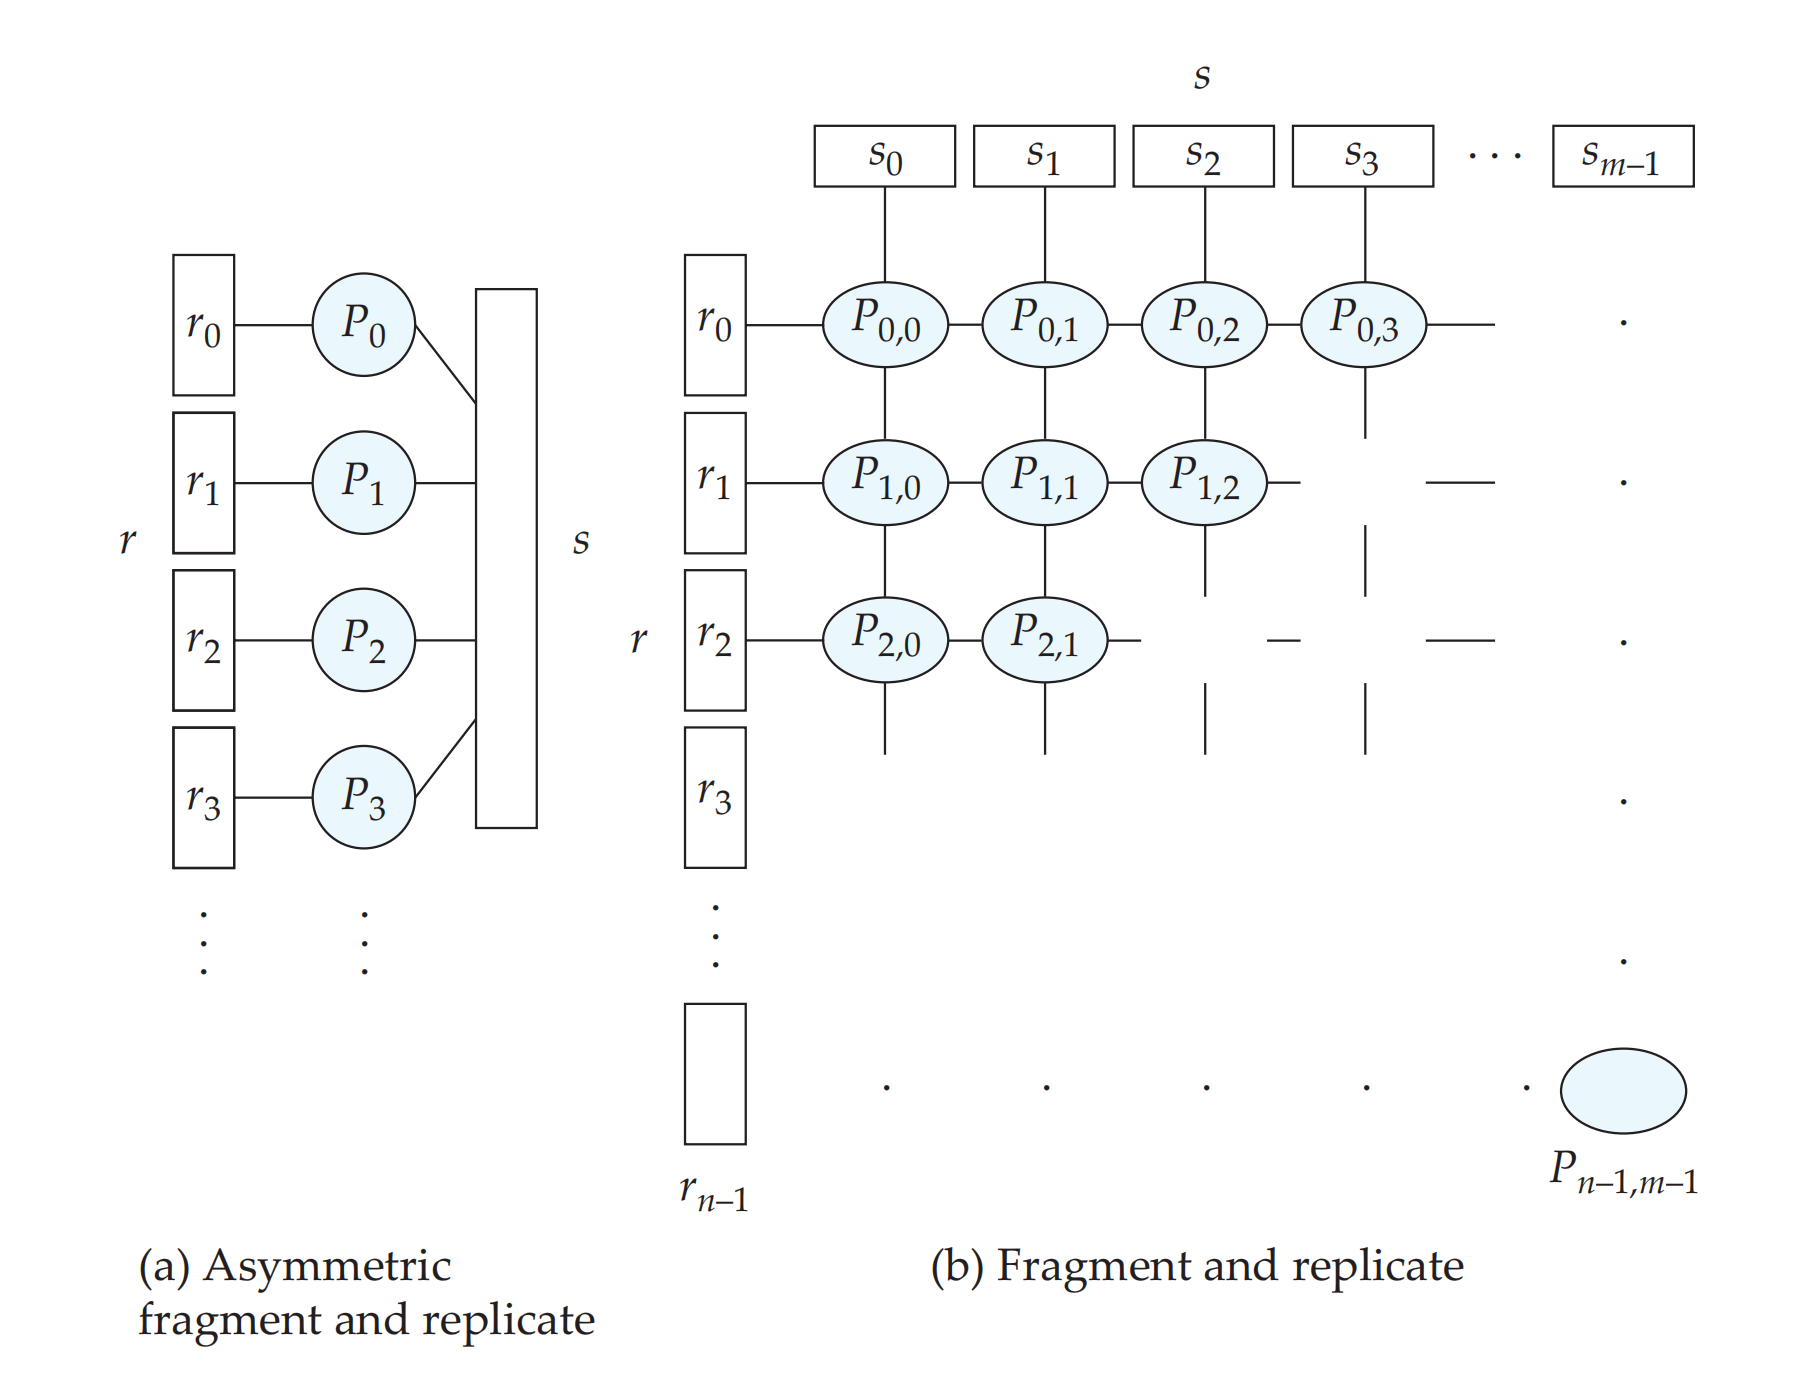 s
s0 s1 s2 s3 · · · sm–1
r0 P0
r1 P1
r s
r2 P2
r3 P3
r0 P0,0 P0,1 P0,2 P0,3
r1 P1,0 P1,1 P1,2
r r2 P2,0 P2,1
r3
rn–1
Pn–1,m–1
(a) Asymmetric
fragment and replicate
(b) Fragment and replicate